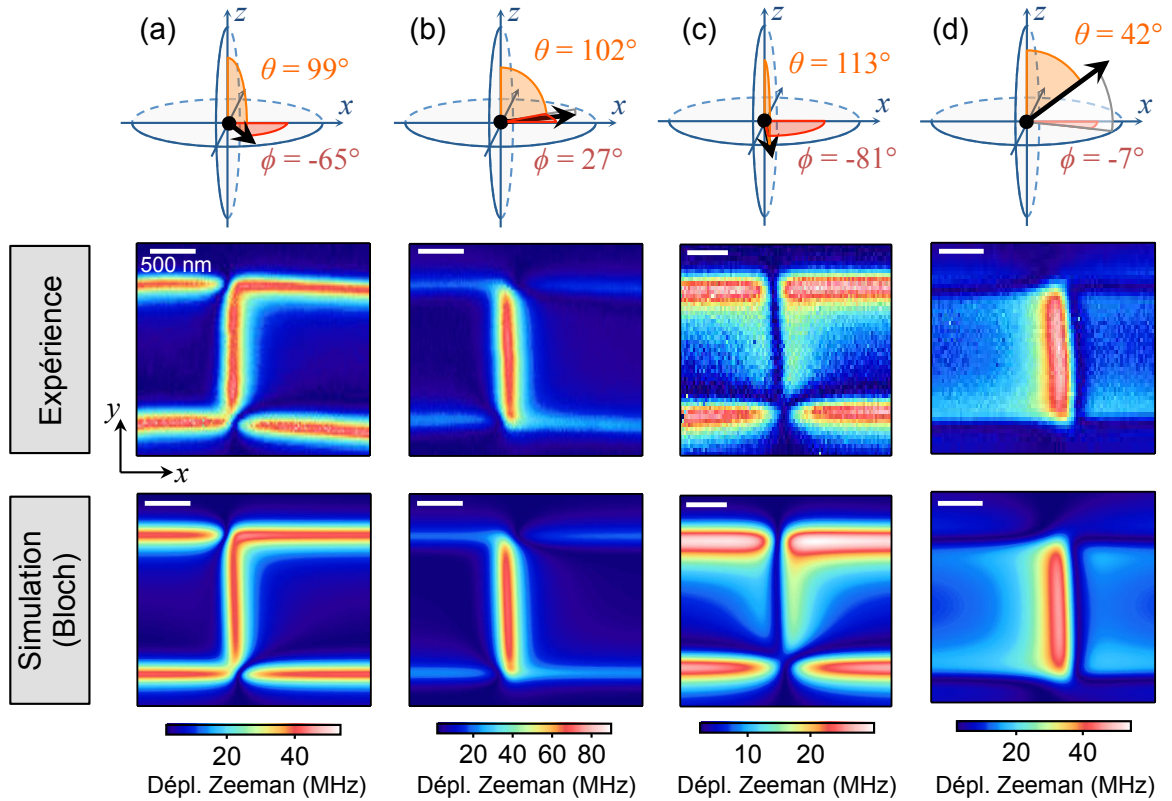 (a)
z
θ = 99°
x
ϕ = -65°
(b)
z
θ = 102°
x
ϕ = 27°
(c)
z
θ = 113°
x
ϕ = -81°
(d)
z
θ = 42°
x
ϕ = -7°
Expérience
500 nm
y
x
Simulation
(Bloch)
20 40
Dépl. Zeeman (MHz)
20 40 60 80
Dépl. Zeeman (MHz)
10 20
Dépl. Zeeman (MHz)
20 40
Dépl. Zeeman (MHz)